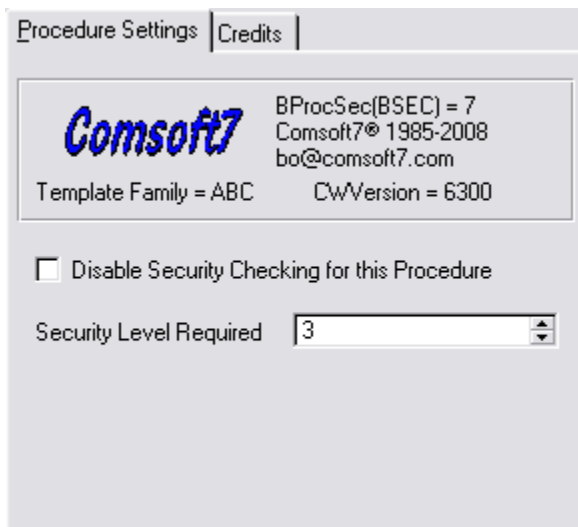 Procedure Settings Credits
Comsoft7
BProcSec(BSEC) = 7
Comsoft7® 1985-2008
bo@comsoft7.com
Template Family = ABC CwVersion = 6300
Disable Security Checking for this Procedure
Security Level Required 3